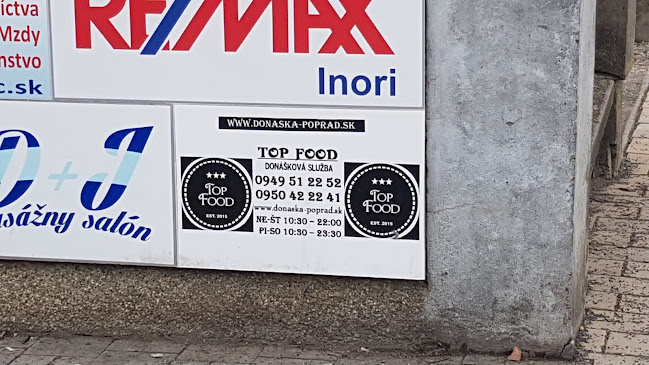 ictva
Mzdy
nstvo
c.sk
RE/MAX
Inori
D+J
asážny salón
WWW.DONASKA-POPRAD.SK
TOP FOOD
DONÁŠKOVÁ SLUŽBA
0949 51 22 52
0950 42 22 41
www.donaska-poprad.sk
NE-ŠT 10:30 - 22:00
PI-SO 10:30 - 23:30
TOP
FOOD
EST. 2015
TOP
FOOD
EST. 2015